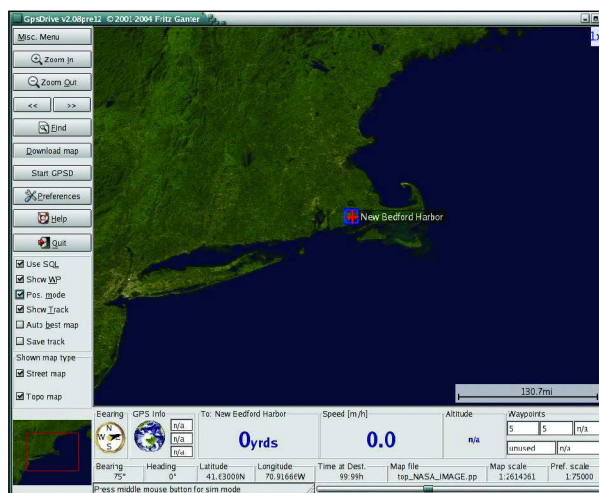 GpsDrive v2.08pre12 © 2001-2004 Fritz Ganter
Misc. Menu
1x
Zoom In
Zoom Out
<< >>
Find
Download map
Start GPSD
Preferences
Help
New Bedford Harbor
Quit
Use SQL
Show WP
Pos. mode
Show Track
Auto best map
Save track
Shown map type
Street map
Topo map
130.7mi
Bearing GPS Info To: New Bedford Harbor Speed [m/h] Altitude Waypoints
N
W
S
n/a
n/a
n/a
0yrds
0.0
n/a
5 5 n/a
unused n/a
Bearing Heading Latitude Longitude Time at Dest. Map file Map scale Pref. scale
75° 0° 41.63000N 70.91666W 99:99h top_NASA_IMAGE.pp 1:2614061 1:75000
Press middle mouse button for sim mode